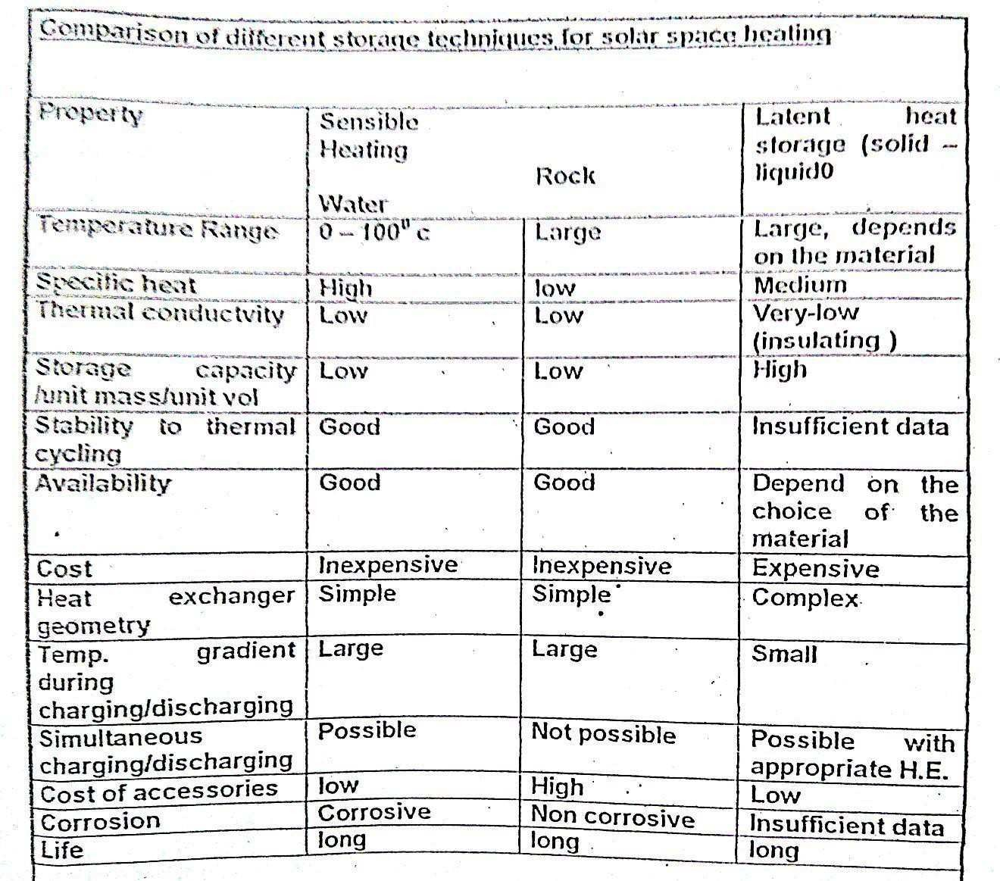 Comparison of different storage techniques for solar space heating
Property
Sensible
Heating
Water
Rock
Latent heat
storage (solid –
liquid0
Temperature Range
0 – 100⁰ c
Large
Large, depends
on the material
Specific heat
High
low
Medium
Thermal conductvity
Low
Low
Very-low
(insulating )
Storage capacity
/unit mass/unit vol
Low
Low
High
Stability to thermal
cycling
Good
Good
Insufficient data
Availability
Good
Good
Depend on the
choice of the
material
Cost
Inexpensive
Inexpensive
Expensive
Heat exchanger
geometry
Simple
Simple
Complex
Temp. gradient
during
charging/discharging
Large
Large
Small
Simultaneous
charging/discharging
Possible
Not possible
Possible with
appropriate H.E.
Cost of accessories
low
High
Low
Corrosion
Corrosive
Non corrosive
Insufficient data
Life
long
long
long